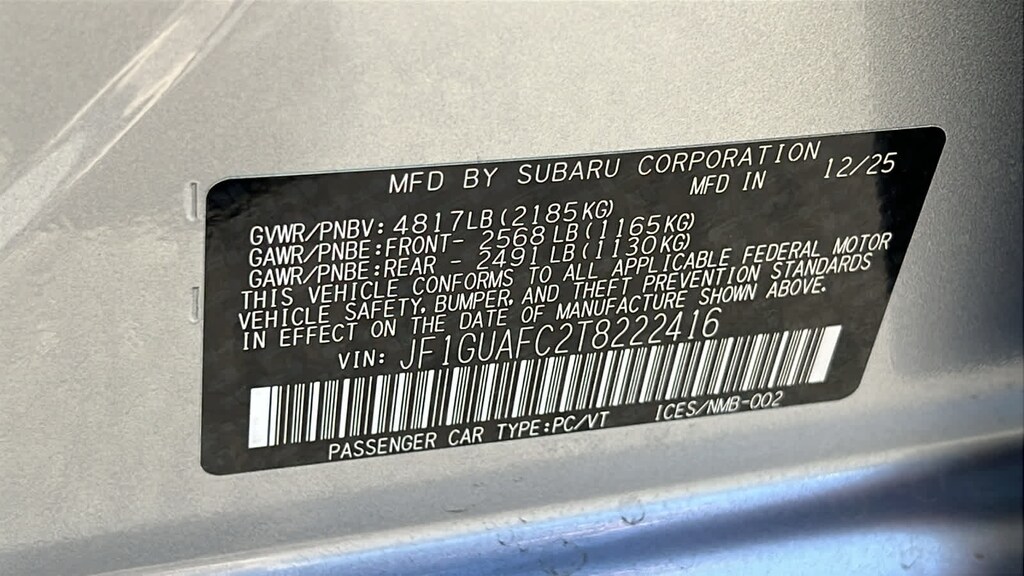 MFD BY SUBARU CORPORATION
MFD IN 12/25
GVWR/PNBV: 4817LB(2185KG)
GAWR/PNBE:FRONT- 2568LB(1165KG)
GAWR/PNBE:REAR - 2491LB(1130KG)
THIS VEHICLE CONFORMS TO ALL APPLICABLE FEDERAL MOTOR
VEHICLE SAFETY, BUMPER, AND THEFT PREVENTION STANDARDS
IN EFFECT ON THE DATE OF MANUFACTURE SHOWN ABOVE.
VIN: JF1GUAFC2T8222416
PASSENGER CAR TYPE:PC/VT ICES/NMB-002